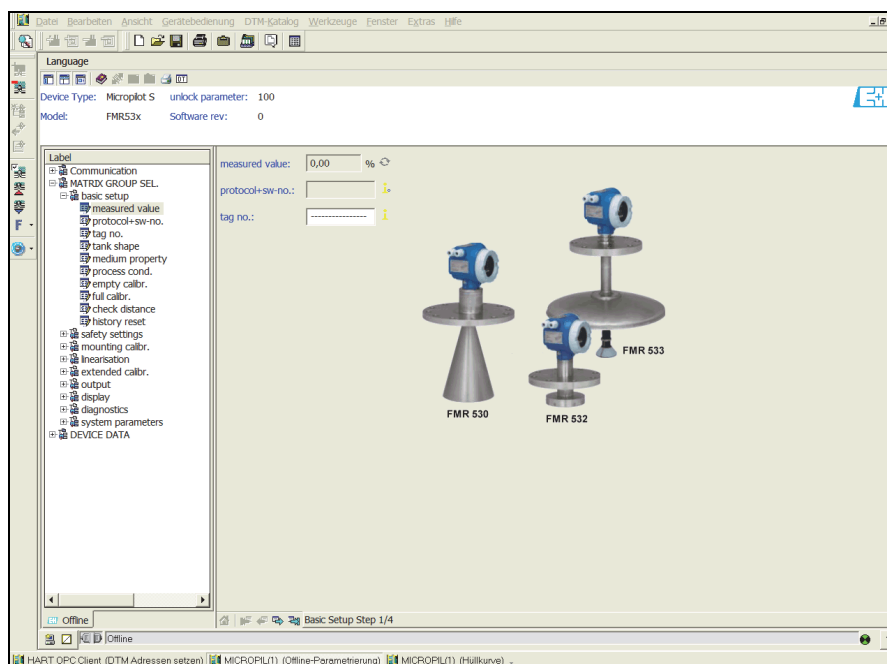 Datei Bearbeiten Ansicht Gerätebedienung DTM-Katalog Werkzeuge Fenster Extras Hilfe
Language
Device Type: Micropilot S unlock parameter: 100
Model: FMR53x Software rev: 0
Label
Communication
MATRIX GROUP SEL.
basic setup
measured value
protocol+sw-no.
tag no.
tank shape
medium property
process cond.
empty calibr.
full calibr.
check distance
history reset
safety settings
mounting calibr.
linearisation
extended calibr.
output
display
diagnostics
system parameters
DEVICE DATA
measured value: 0,00 %
protocol+sw-no.:
tag no.: ----------------
FMR 533
FMR 530
FMR 532
Offline
Basic Setup Step 1/4
Offline
HART OPC Client (DTM Adressen setzen) MICROPIL(1) (Offline-Parametrierung) MICROPIL(1) (Hüllkurve)